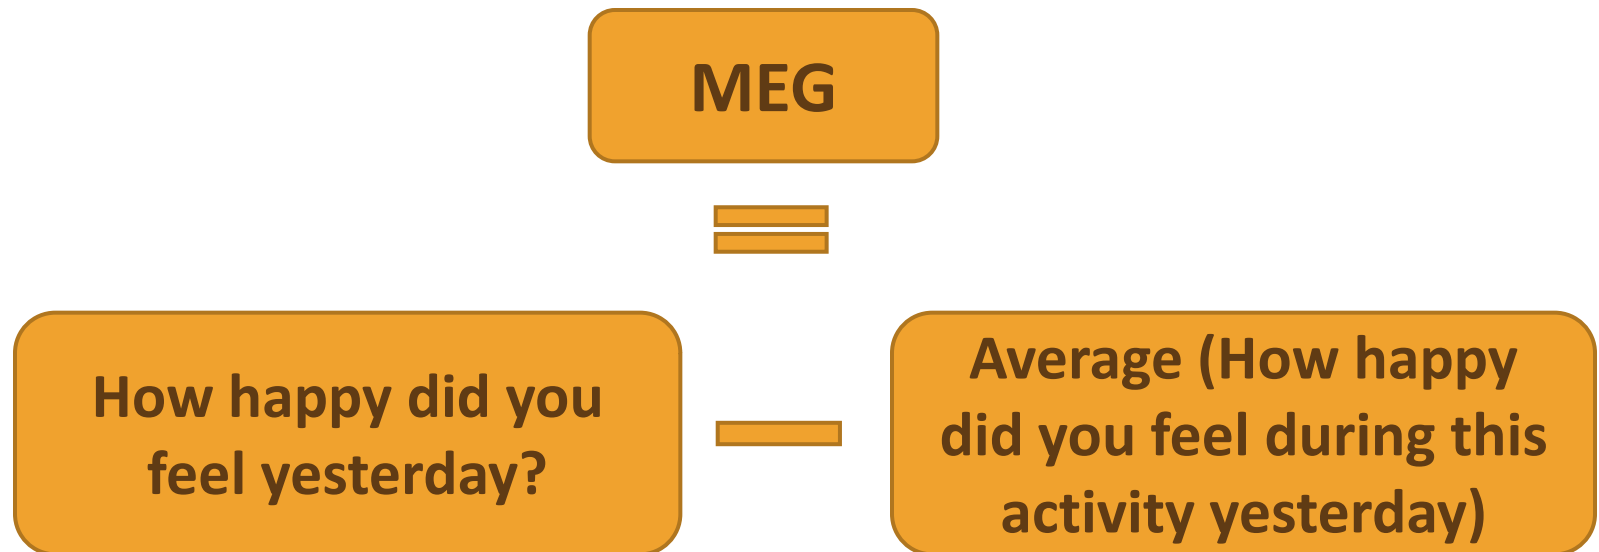 MEG
How happy did you
feel yesterday?
Average (How happy
did you feel during this
activity yesterday)